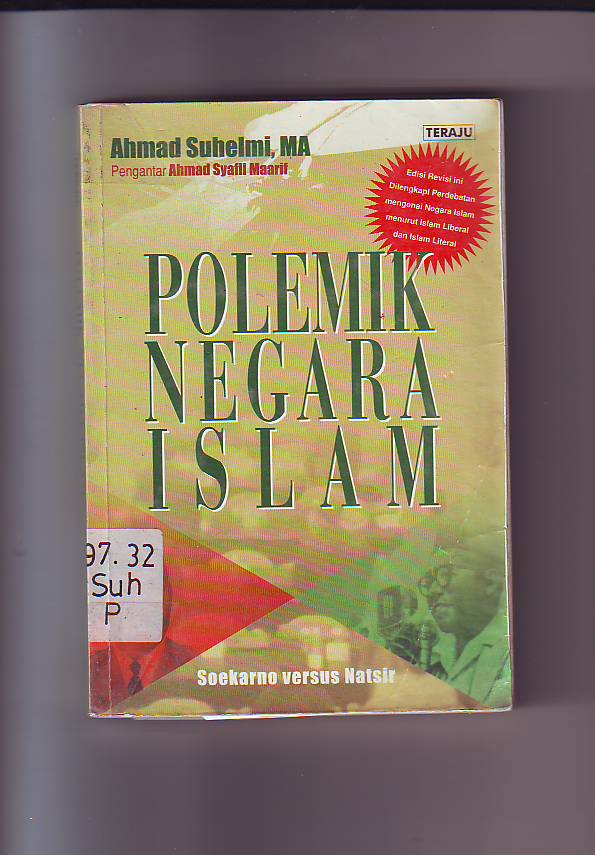 TERAJU
Ahmad Suhelmi, MA
Pengantar Ahmad Syafii Maarif
Edisi Revisi ini
Dilengkapi Perdebatan
mengenai Negara Islam
menurut Islam Liberal
dan Islam Literal
POLEMIK
NEGARA
ISLAM
97.32
Suh
P
Soekarno versus Natsir